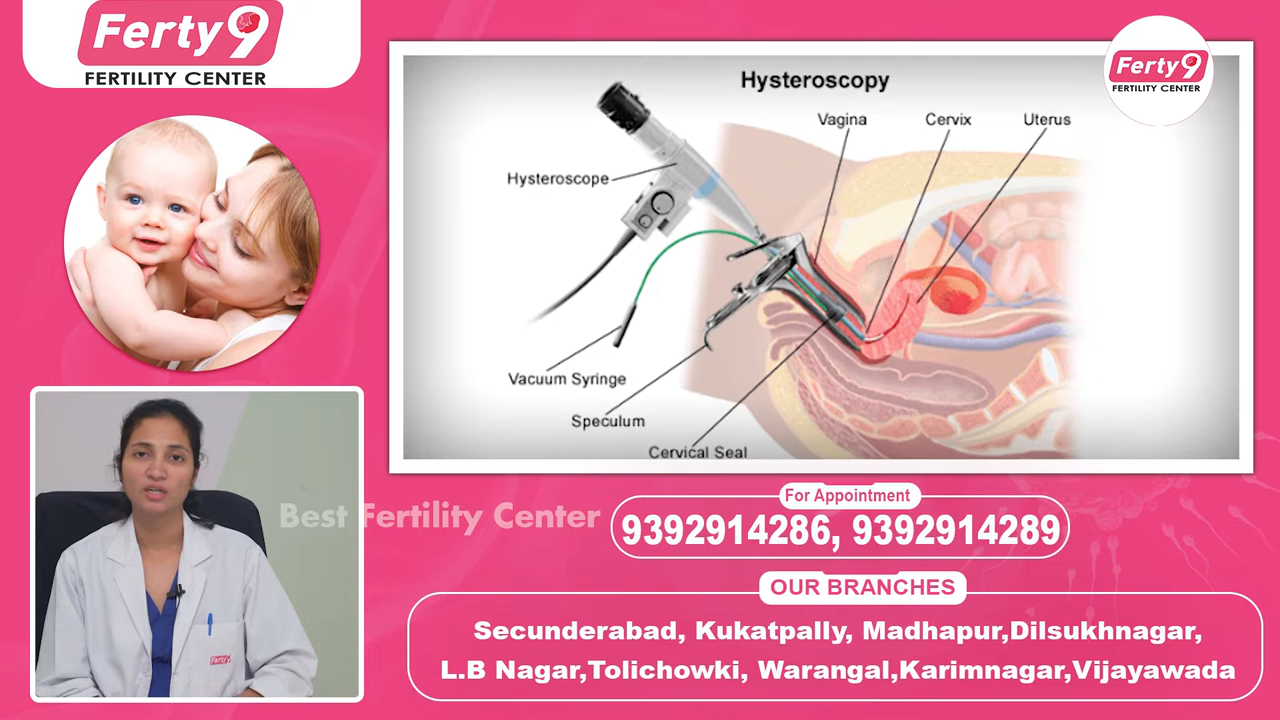 Ferty9
FERTILITY CENTER
Hysteroscopy
Ferty9
FERTILITY CENTER
Vagina
Cervix
Uterus
Hysteroscope
Vacuum Syringe
Speculum
Cervical Seal
Best Fertility Center
For Appointment
9392914286, 9392914289
OUR BRANCHES
Secunderabad, Kukatpally, Madhapur,Dilsukhnagar,
L.B Nagar,Tolichowki, Warangal,Karimnagar,Vijayawada
Ferty9